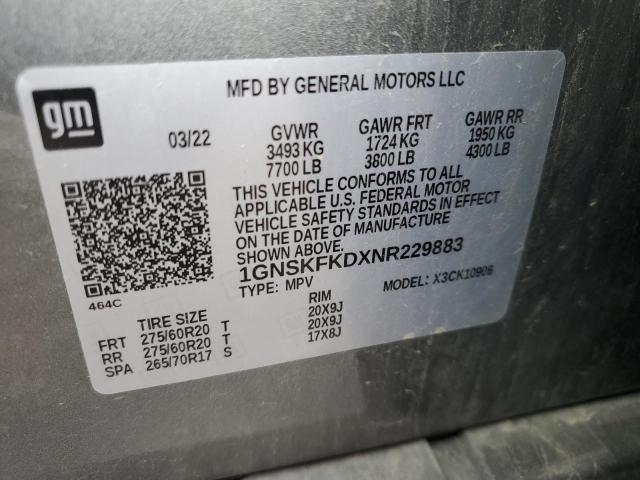 gm
MFD BY GENERAL MOTORS LLC
03/22 GVWR GAWR FRT GAWR RR
3493 KG 1724 KG 1950 KG
7700 LB 3800 LB 4300 LB
THIS VEHICLE CONFORMS TO ALL
APPLICABLE U.S. FEDERAL MOTOR
VEHICLE SAFETY STANDARDS IN EFFECT
ON THE DATE OF MANUFACTURE
SHOWN ABOVE.
1GNSKFKDXNR229883
TYPE: MPV MODEL: X3CK10906
464C
TIRE SIZE RIM
FRT 275/60R20 T 20X9J
RR 275/60R20 T 20X9J
SPA 265/70R17 S 17X8J